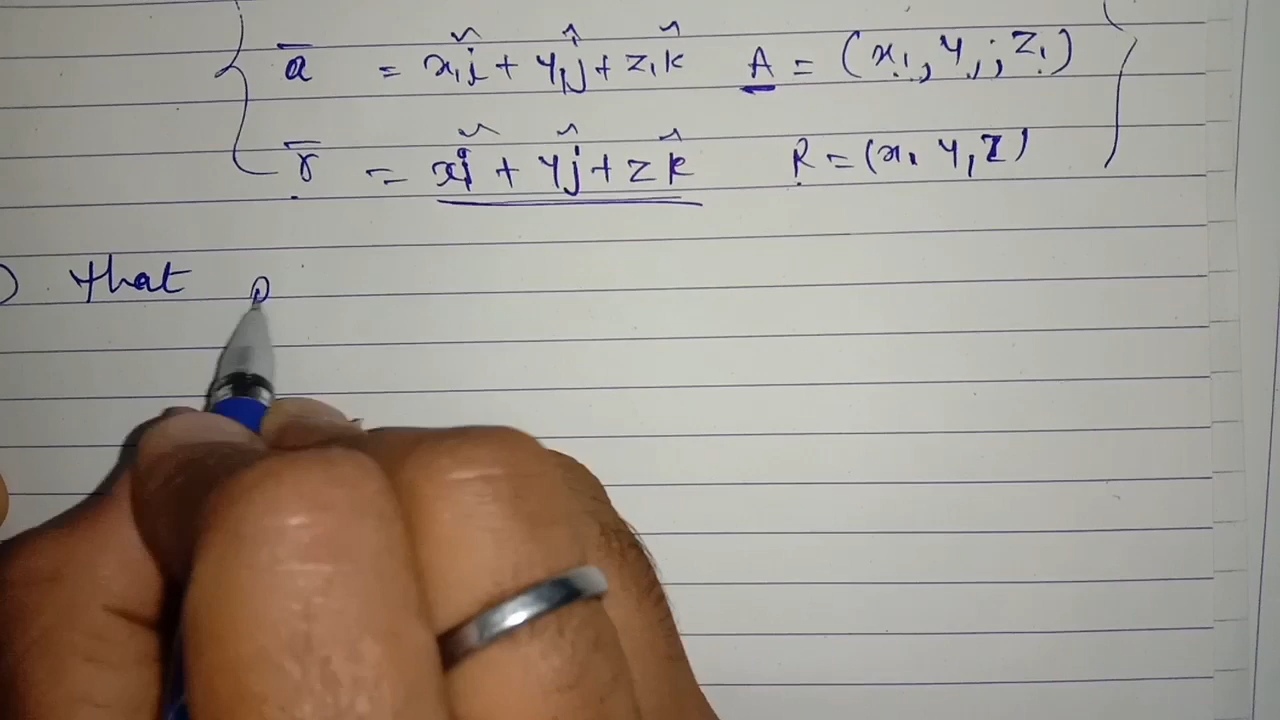 a̅ = x₁î + y₁ĵ + z₁k̂ A = (x₁, y₁, z₁)
r̅ = xî + yĵ + zk̂ R = (x, y, z)
) that